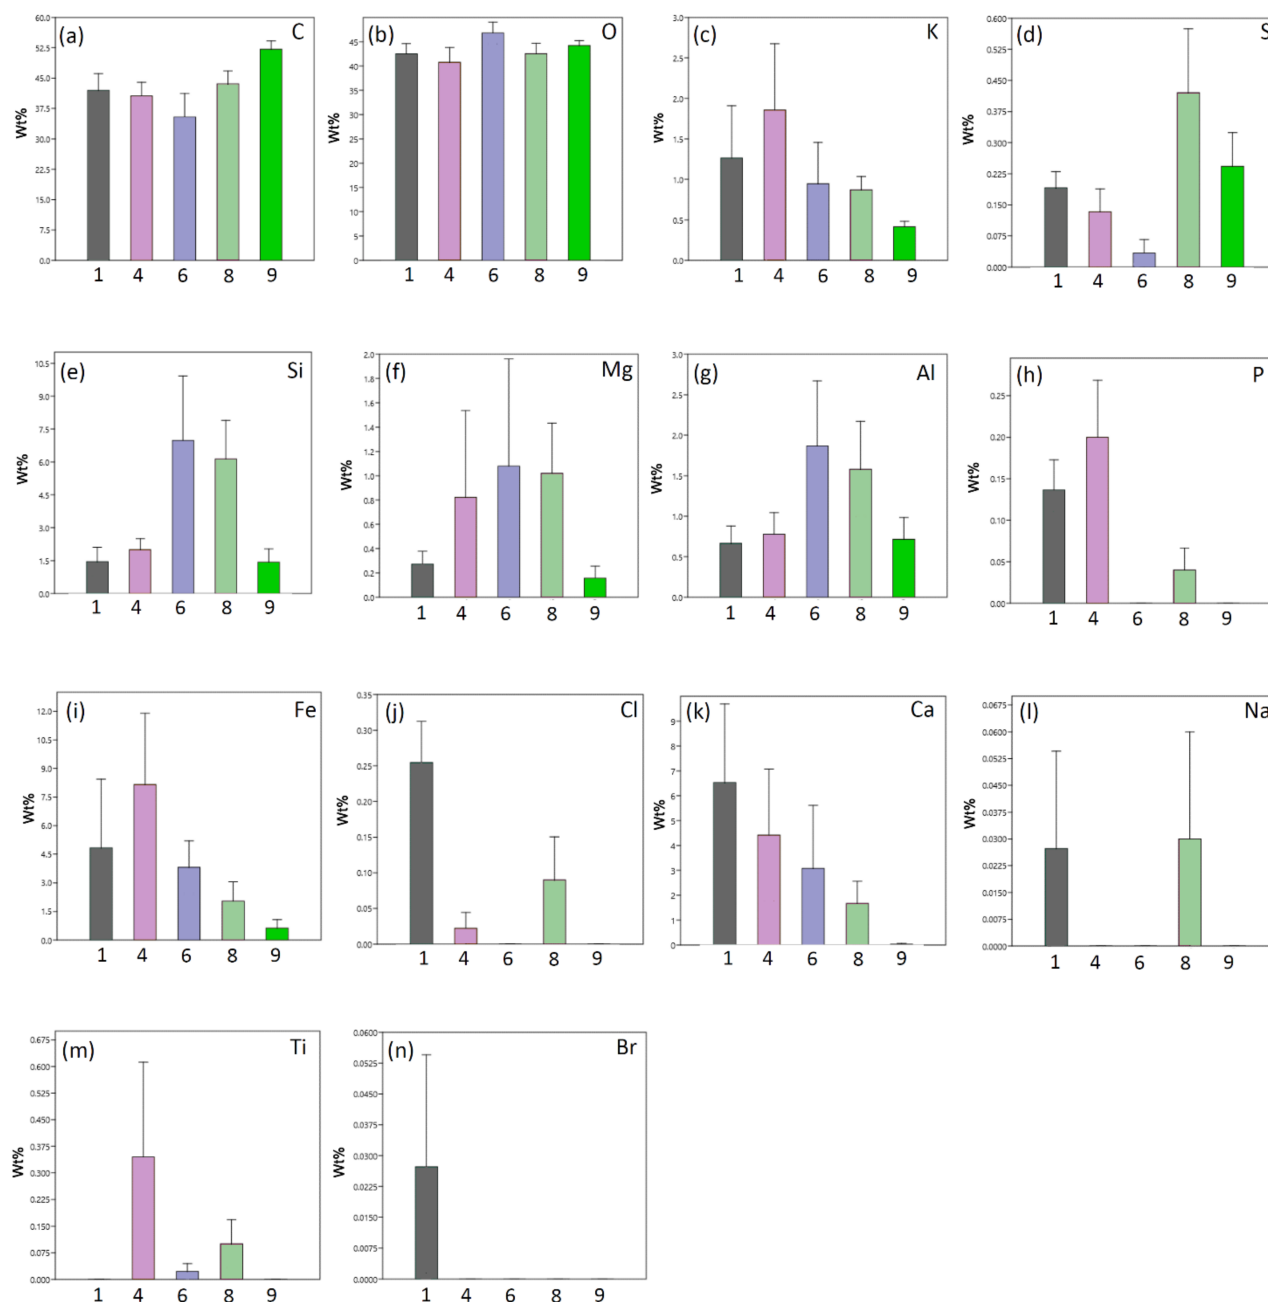 (a) C
60.0
52.5
45.0
37.5
30.0
22.5
15.0
7.5
0.0
Wt%
1 4 6 8 9
(b) O
45
40
35
30
25
20
15
10
5
0
Wt%
1 4 6 8 9
(c) K
3.0
2.5
2.0
1.5
1.0
0.5
0.0
Wt%
1 4 6 8 9
(d) S
0.600
0.525
0.450
0.375
0.300
0.225
0.150
0.075
0.000
Wt%
1 4 6 8 9
(e) Si
10.5
9.0
7.5
6.0
4.5
3.0
1.5
0.0
Wt%
1 4 6 8 9
(f) Mg
2.0
1.8
1.6
1.4
1.2
1.0
0.8
0.6
0.4
0.2
0.0
Wt%
1 4 6 8 9
(g) Al
3.0
2.5
2.0
1.5
1.0
0.5
0.0
Wt%
1 4 6 8 9
(h) P
0.25
0.20
0.15
0.10
0.05
0.00
Wt%
1 4 6 8 9
(i) Fe
12.0
10.5
9.0
7.5
6.0
4.5
3.0
1.5
0.0
Wt%
1 4 6 8 9
(j) Cl
0.35
0.30
0.25
0.20
0.15
0.10
0.05
0.00
Wt%
1 4 6 8 9
(k) Ca
9
8
7
6
5
4
3
2
1
0
Wt%
1 4 6 8 9
(l) Na
0.0675
0.0600
0.0525
0.0450
0.0375
0.0300
0.0225
0.0150
0.0075
0.0000
Wt%
1 4 6 8 9
(m) Ti
0.675
0.600
0.525
0.450
0.375
0.300
0.225
0.150
0.075
0.000
Wt%
1 4 6 8 9
(n) Br
0.0600
0.0525
0.0450
0.0375
0.0300
0.0225
0.0150
0.0075
0.0000
Wt%
1 4 6 8 9